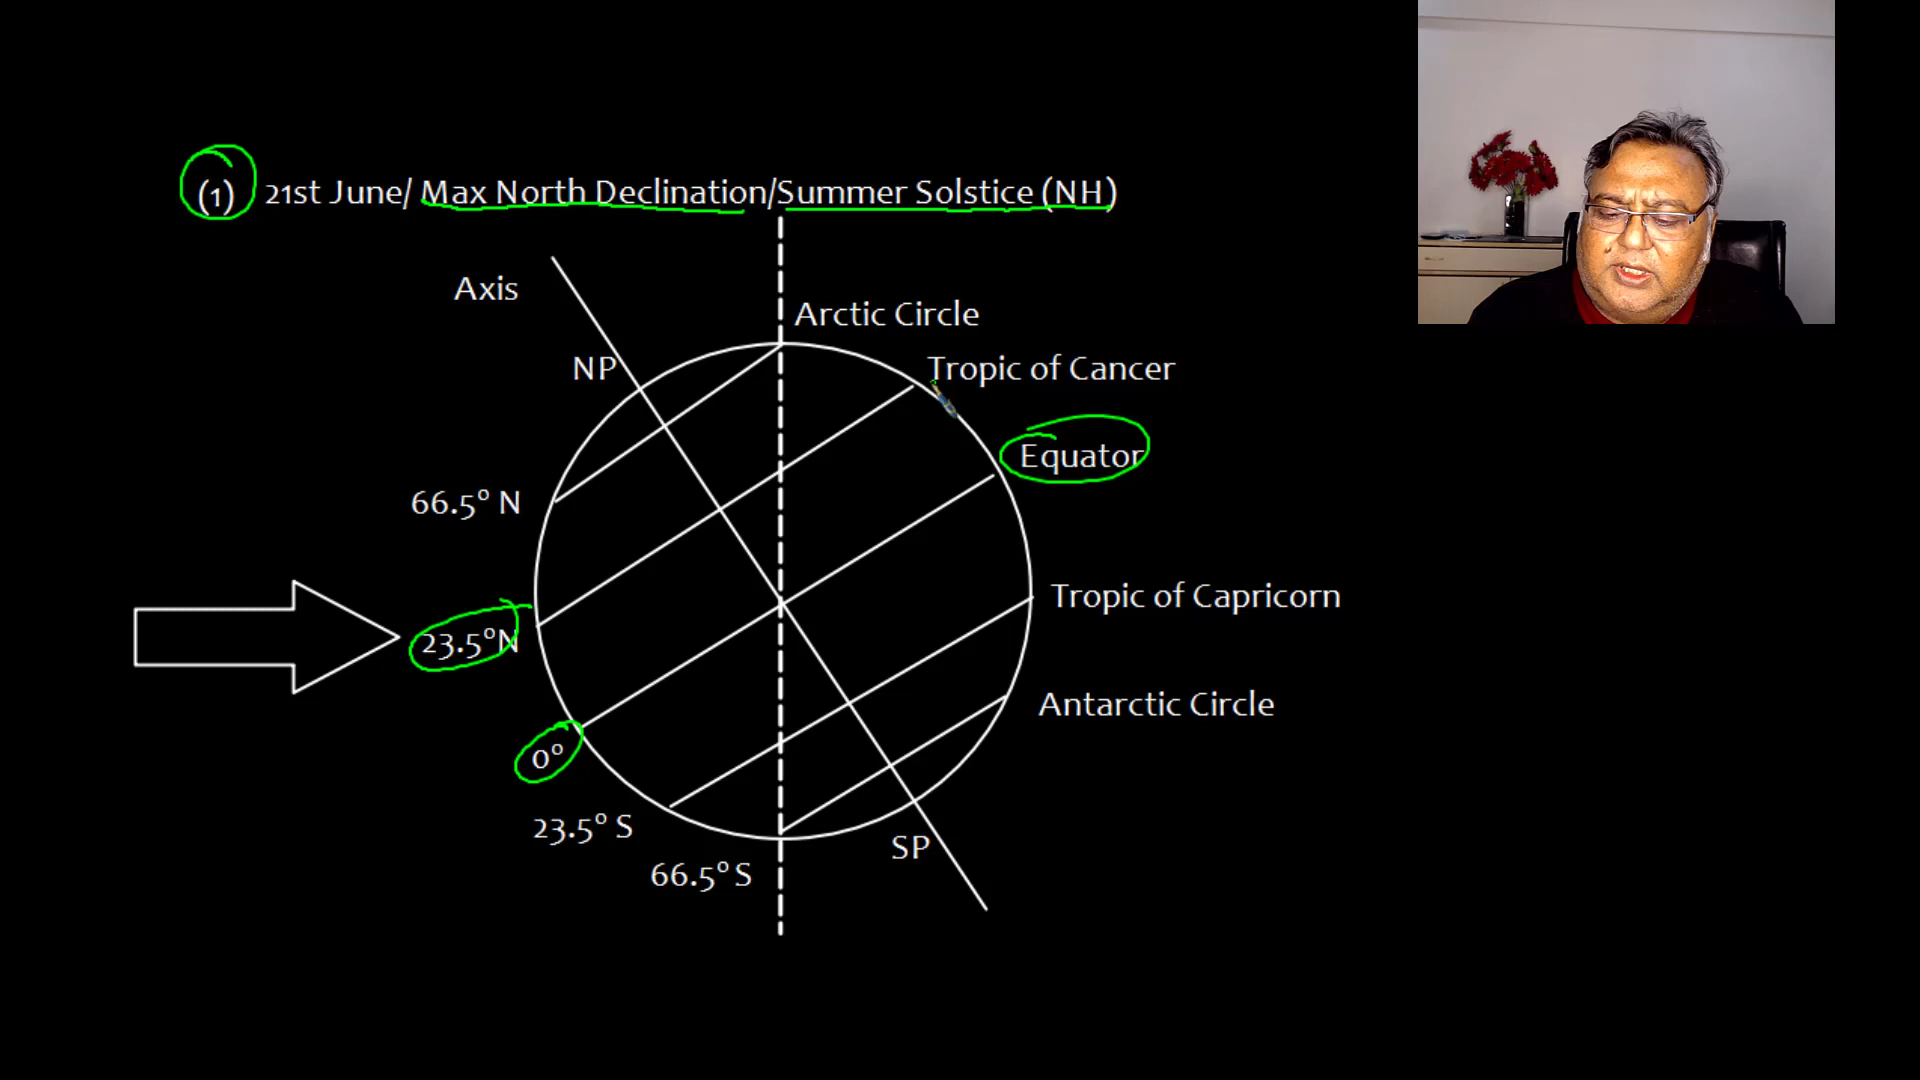 (1) 21st June/ Max North Declination/Summer Solstice (NH)
Axis
Arctic Circle
NP
Tropic of Cancer
Equator
66.5° N
Tropic of Capricorn
23.5°N
Antarctic Circle
0°
23.5° S
SP
66.5° S